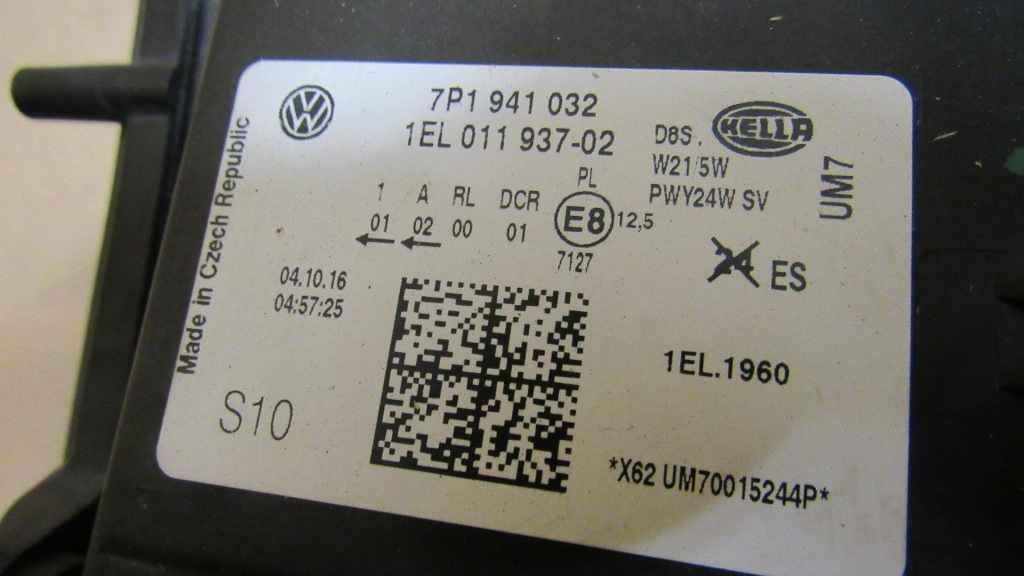 7P1 941 032
1EL 011 937-02
D8S. HELLA
W21/5W
PWY24W SV
UM7
1 A RL DCR PL
01 02 00 01 E8 12,5
7127
24 ES
Made in Czech Republic
04.10.16
04:57:25
1EL.1960
S10
*X62 UM70015244P*